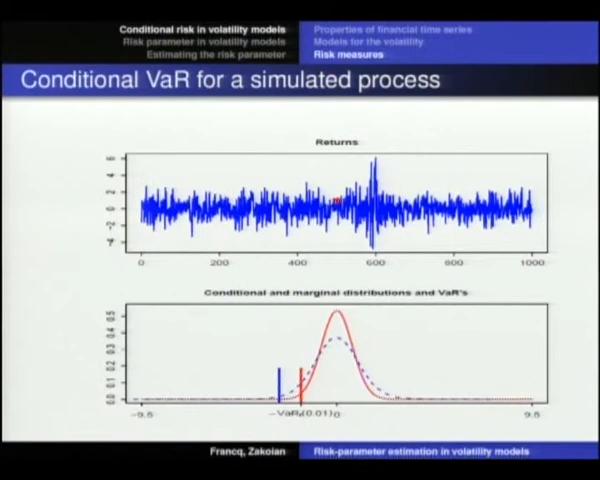 Conditional risk in volatility models
Risk parameter in volatility models
Estimating the risk parameter
Properties of financial time series
Models for the volatility
Risk measures
Conditional VaR for a simulated process
Returns
6
4
2
0
−2
−4
0 200 400 600 800 1000
Conditional and marginal distributions and VaR's
0.5
0.4
0.3
0.2
0.1
0.0
−9.5 −VaR(0.01) 0 9.5
Francq, Zakoian
Risk-parameter estimation in volatility models